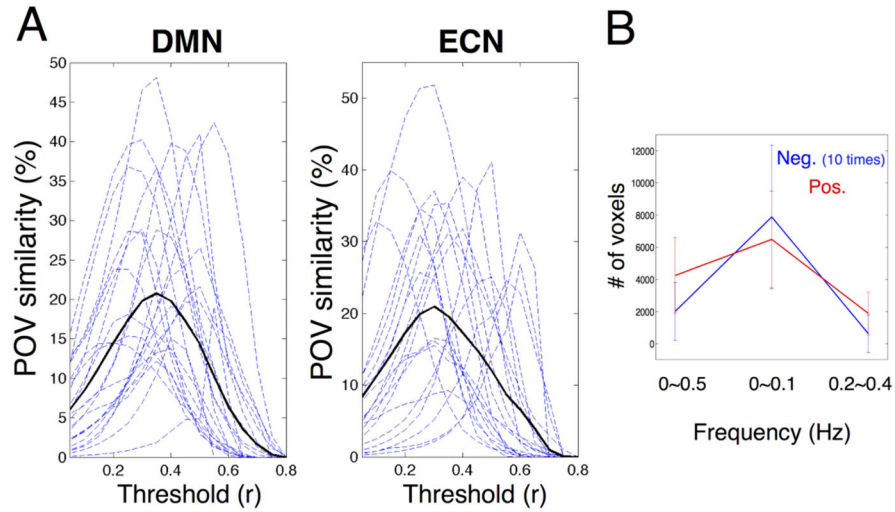 A
DMN
ECN
B
POV similarity (%)
50
45
40
35
30
25
20
15
10
5
0
0.2
0.4
0.6
0.8
Threshold (r)
POV similarity (%)
50
40
30
20
10
0
0.2
0.4
0.6
0.8
Threshold (r)
# of voxels
12000
10000
8000
6000
4000
2000
0
Neg. (10 times)
Pos.
0~0.5
0~0.1
0.2~0.4
Frequency (Hz)